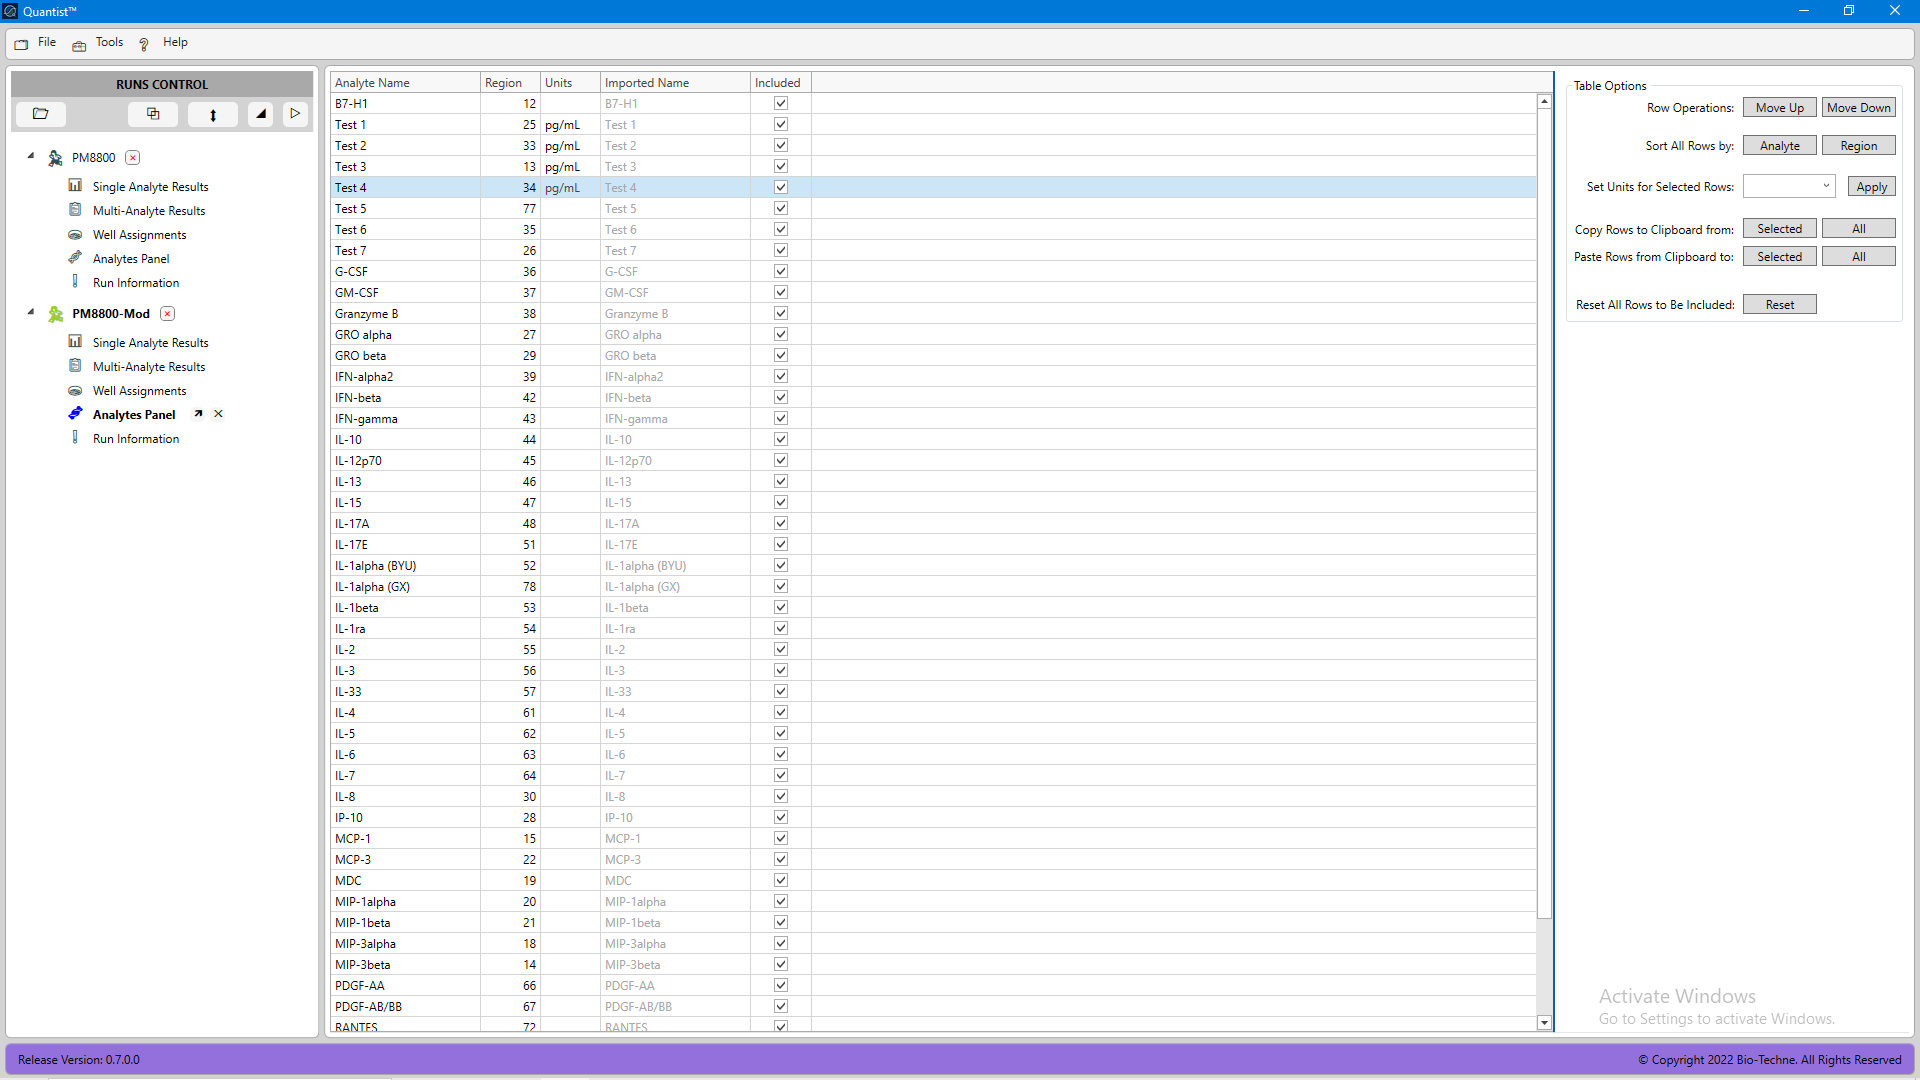 Quantist™
File Tools Help
RUNS CONTROL
PM8800
Single Analyte Results
Multi-Analyte Results
Well Assignments
Analytes Panel
Run Information
PM8800-Mod
Single Analyte Results
Multi-Analyte Results
Well Assignments
Analytes Panel
Run Information
Analyte Name Region Units Imported Name Included
B7-H1 12 B7-H1
Test 1 25 pg/mL Test 1
Test 2 33 pg/mL Test 2
Test 3 13 pg/mL Test 3
Test 4 34 pg/mL Test 4
Test 5 77 Test 5
Test 6 35 Test 6
Test 7 26 Test 7
G-CSF 36 G-CSF
GM-CSF 37 GM-CSF
Granzyme B 38 Granzyme B
GRO alpha 27 GRO alpha
GRO beta 29 GRO beta
IFN-alpha2 39 IFN-alpha2
IFN-beta 42 IFN-beta
IFN-gamma 43 IFN-gamma
IL-10 44 IL-10
IL-12p70 45 IL-12p70
IL-13 46 IL-13
IL-15 47 IL-15
IL-17A 48 IL-17A
IL-17E 51 IL-17E
IL-1alpha (BYU) 52 IL-1alpha (BYU)
IL-1alpha (GX) 78 IL-1alpha (GX)
IL-1beta 53 IL-1beta
IL-1ra 54 IL-1ra
IL-2 55 IL-2
IL-3 56 IL-3
IL-33 57 IL-33
IL-4 61 IL-4
IL-5 62 IL-5
IL-6 63 IL-6
IL-7 64 IL-7
IL-8 30 IL-8
IP-10 28 IP-10
MCP-1 15 MCP-1
MCP-3 22 MCP-3
MDC 19 MDC
MIP-1alpha 20 MIP-1alpha
MIP-1beta 21 MIP-1beta
MIP-3alpha 18 MIP-3alpha
MIP-3beta 14 MIP-3beta
PDGF-AA 66 PDGF-AA
PDGF-AB/BB 67 PDGF-AB/BB
RANTES 72 RANTES
Table Options
Row Operations: Move Up Move Down
Sort All Rows by: Analyte Region
Set Units for Selected Rows: Apply
Copy Rows to Clipboard from: Selected All
Paste Rows from Clipboard to: Selected All
Reset All Rows to Be Included: Reset
Activate Windows
Go to Settings to activate Windows.
Release Version: 0.7.0.0
© Copyright 2022 Bio-Techne. All Rights Reserved